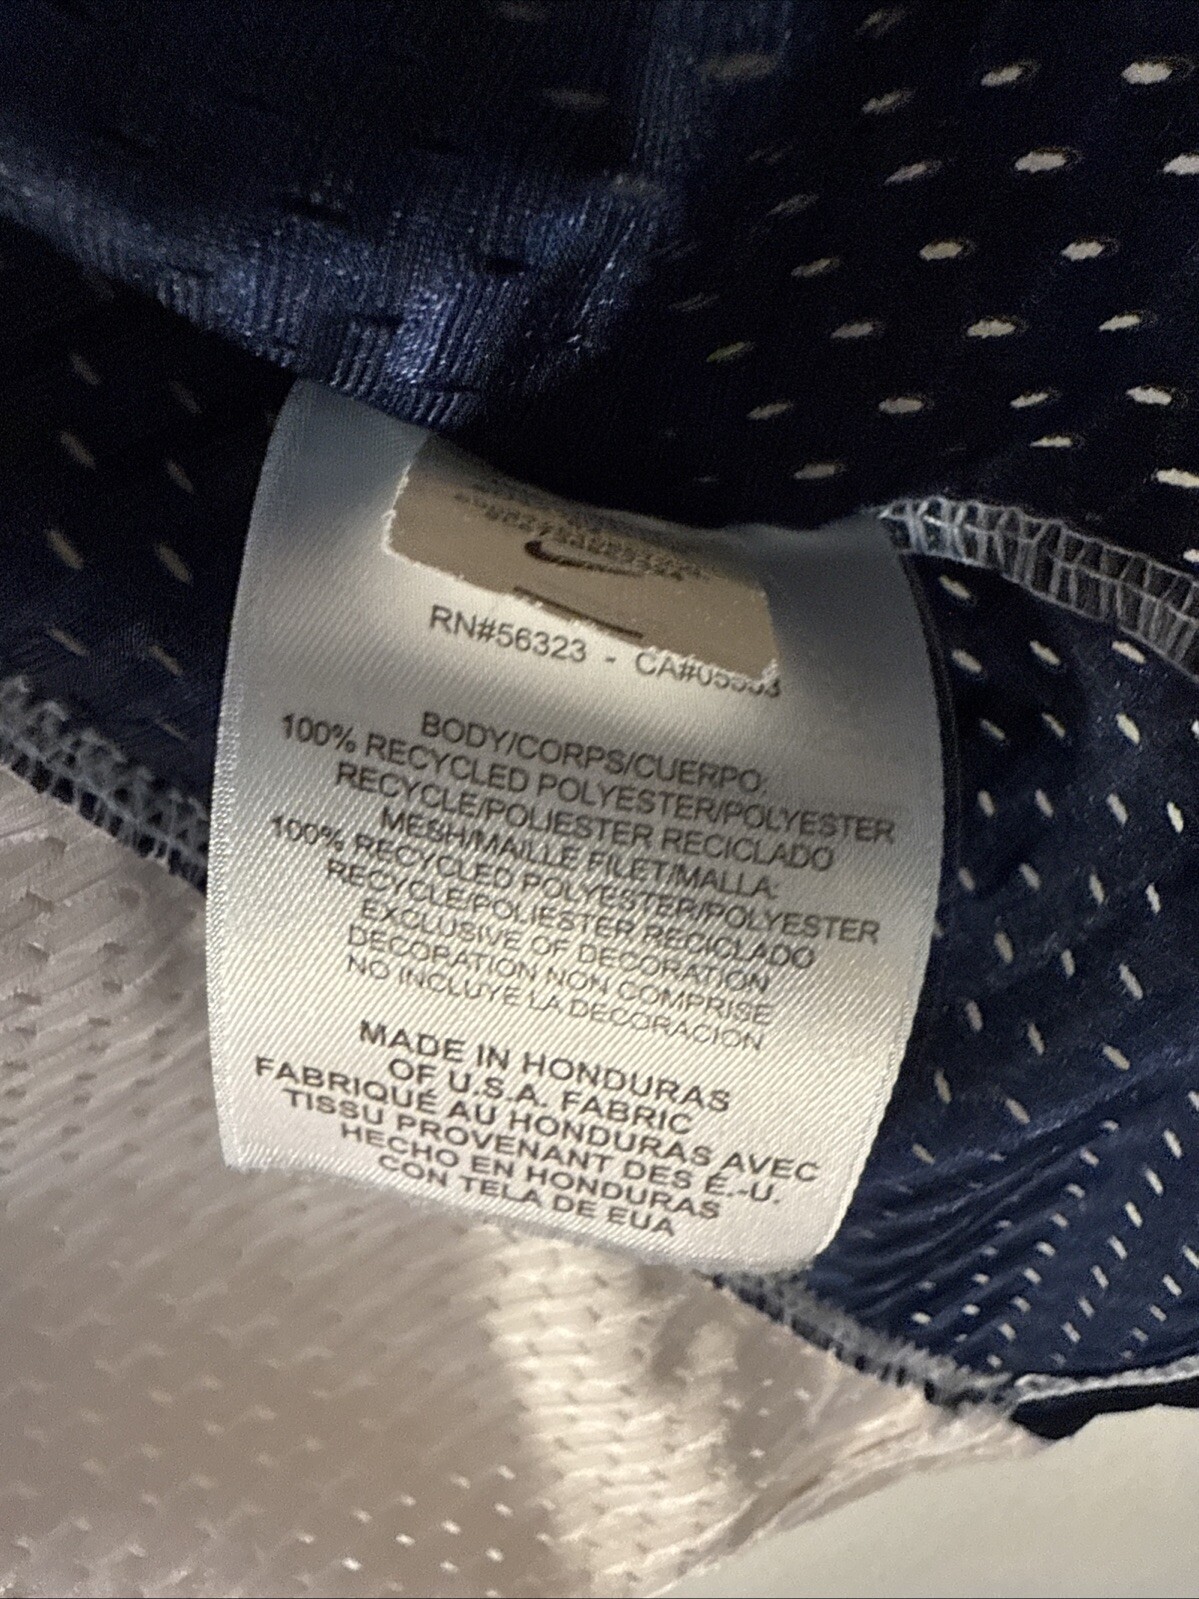 RN#56323 - CA#05553
BODY/CORPS/CUERPO:
100% RECYCLED POLYESTER/POLYESTER
RECYCLE/POLIESTER RECICLADO
MESH/MAILLE FILET/MALLA:
100% RECYCLED POLYESTER/POLYESTER
RECYCLE/POLIESTER RECICLADO
EXCLUSIVE OF DECORATION
DECORATION NON COMPRISE
NO INCLUYE LA DECORACION
MADE IN HONDURAS
OF U.S.A. FABRIC
FABRIQUÉ AU HONDURAS AVEC
TISSU PROVENANT DES É.-U.
HECHO EN HONDURAS
CON TELA DE EUA